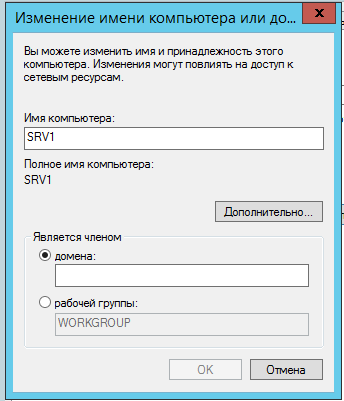 Изменение имени компьютера или до...
x
Вы можете изменить имя и принадлежность этого
компьютера. Изменения могут повлиять на доступ к
сетевым ресурсам.
Имя компьютера:
SRV1
Полное имя компьютера:
SRV1
Дополнительно...
Является членом
домена:
рабочей группы:
WORKGROUP
OK Отмена